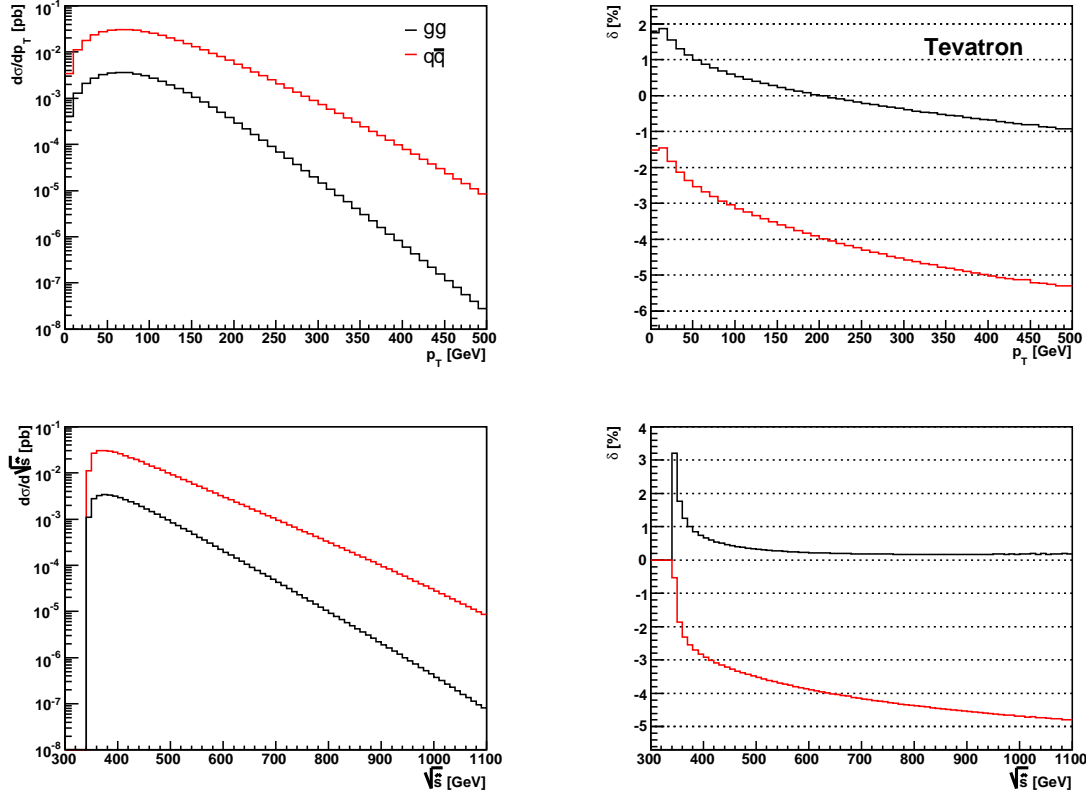 dσ/dp_T [pb]
10⁻¹
10⁻²
10⁻³
10⁻⁴
10⁻⁵
10⁻⁶
10⁻⁷
10⁻⁸
gg
qq̅
0 50 100 150 200 250 300 350 400 450 500
p_T [GeV]
δ [%]
Tevatron
2
1
0
-1
-2
-3
-4
-5
-6
0 50 100 150 200 250 300 350 400 450 500
p_T [GeV]
dσ/d√ŝ [pb]
10⁻¹
10⁻²
10⁻³
10⁻⁴
10⁻⁵
10⁻⁶
10⁻⁷
10⁻⁸
300 400 500 600 700 800 900 1000 1100
√ŝ [GeV]
δ [%]
4
3
2
1
0
-1
-2
-3
-4
-5
300 400 500 600 700 800 900 1000 1100
√ŝ [GeV]